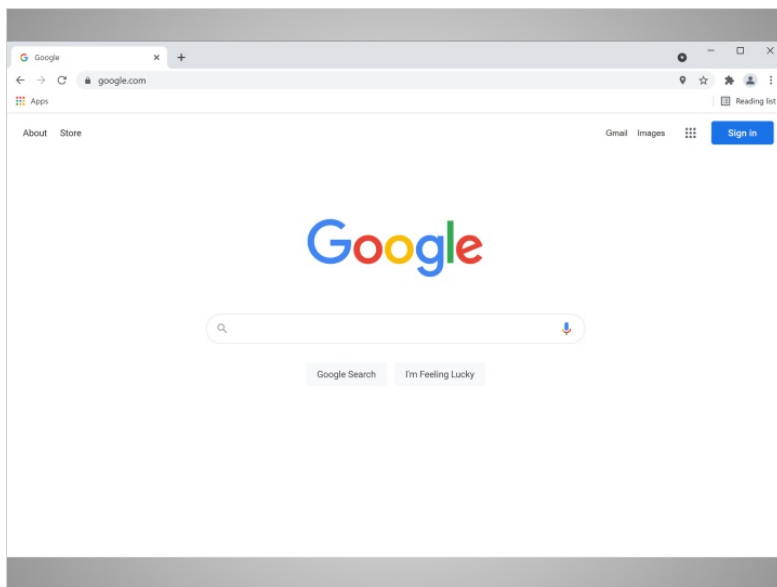 Google
google.com
Apps
Reading list
About Store Gmail Images Sign in
Google
Google Search I'm Feeling Lucky